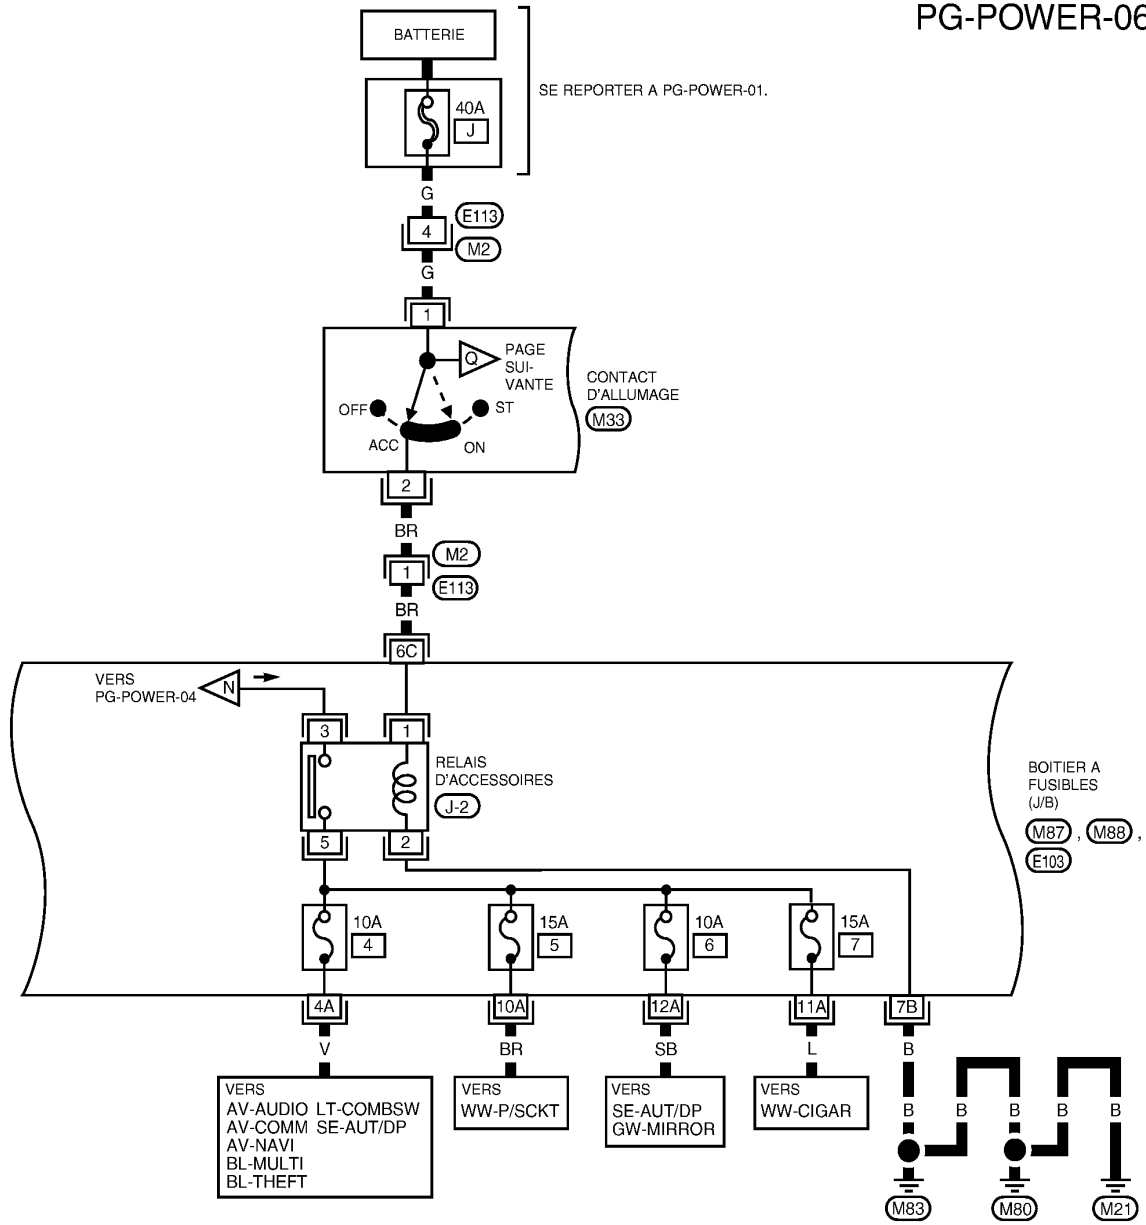 PG-POWER-06
BATTERIE
SE REPORTER A PG-POWER-01.
40A
J
G
E113
4
M2
G
1
Q
PAGE
SUI-
VANTE
CONTACT
D'ALLUMAGE
M33
OFF
ST
ACC
ON
2
BR
M2
1
E113
BR
6C
VERS
PG-POWER-04
N
3
1
RELAIS
D'ACCESSOIRES
J-2
5
2
BOITIER A
FUSIBLES
(J/B)
M87 , M88 ,
E103
10A
4
15A
5
10A
6
15A
7
4A
10A
12A
11A
7B
V
BR
SB
L
B
VERS
AV-AUDIO LT-COMBSW
AV-COMM SE-AUT/DP
AV-NAVI
BL-MULTI
BL-THEFT
VERS
WW-P/SCKT
VERS
SE-AUT/DP
GW-MIRROR
VERS
WW-CIGAR
B B B B B
M83
M80
M21